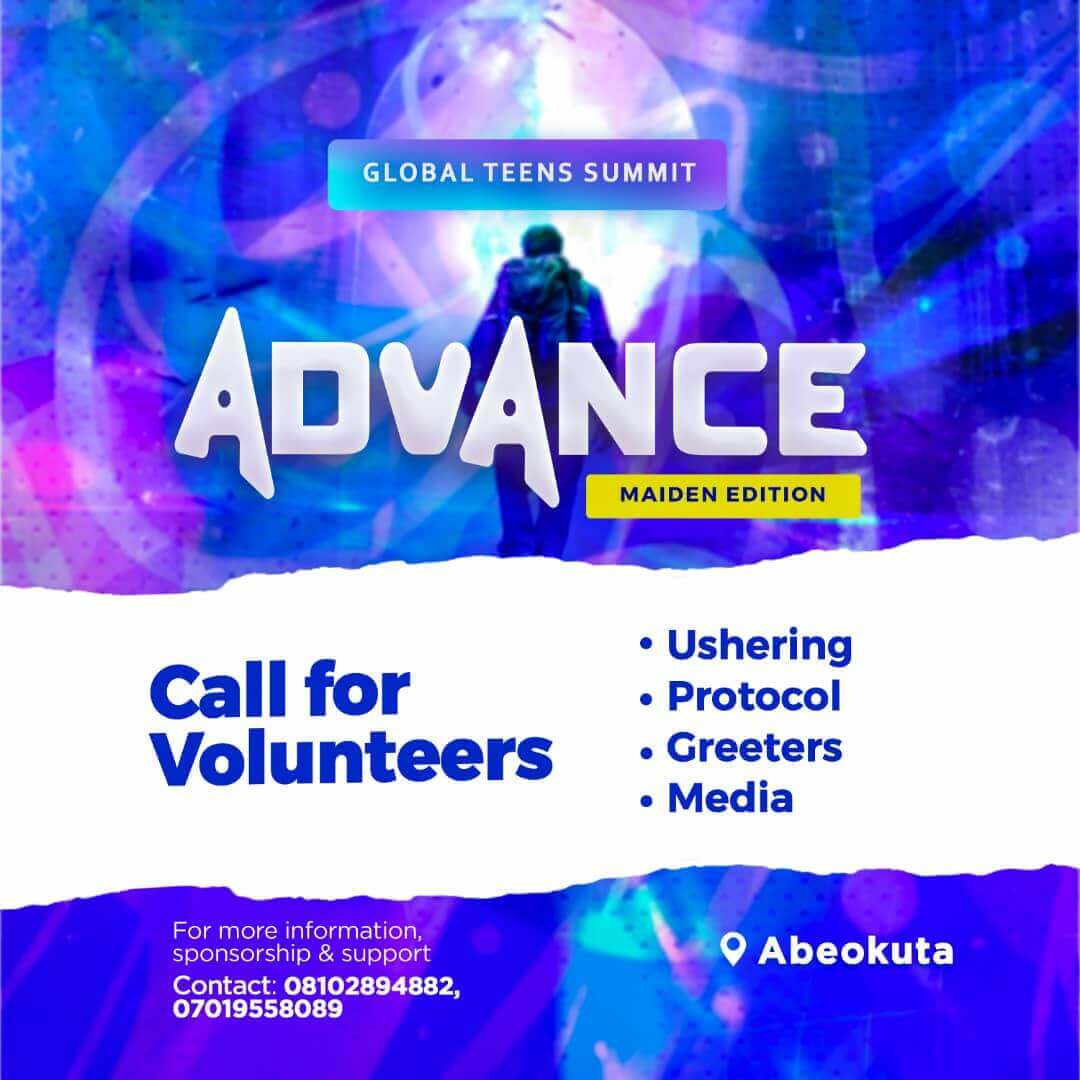 GLOBAL TEENS SUMMIT
ADVANCE
MAIDEN EDITION
Call for
Volunteers
• Ushering
• Protocol
• Greeters
• Media
For more information,
sponsorship & support
Contact: 08102894882,
07019558089
Abeokuta